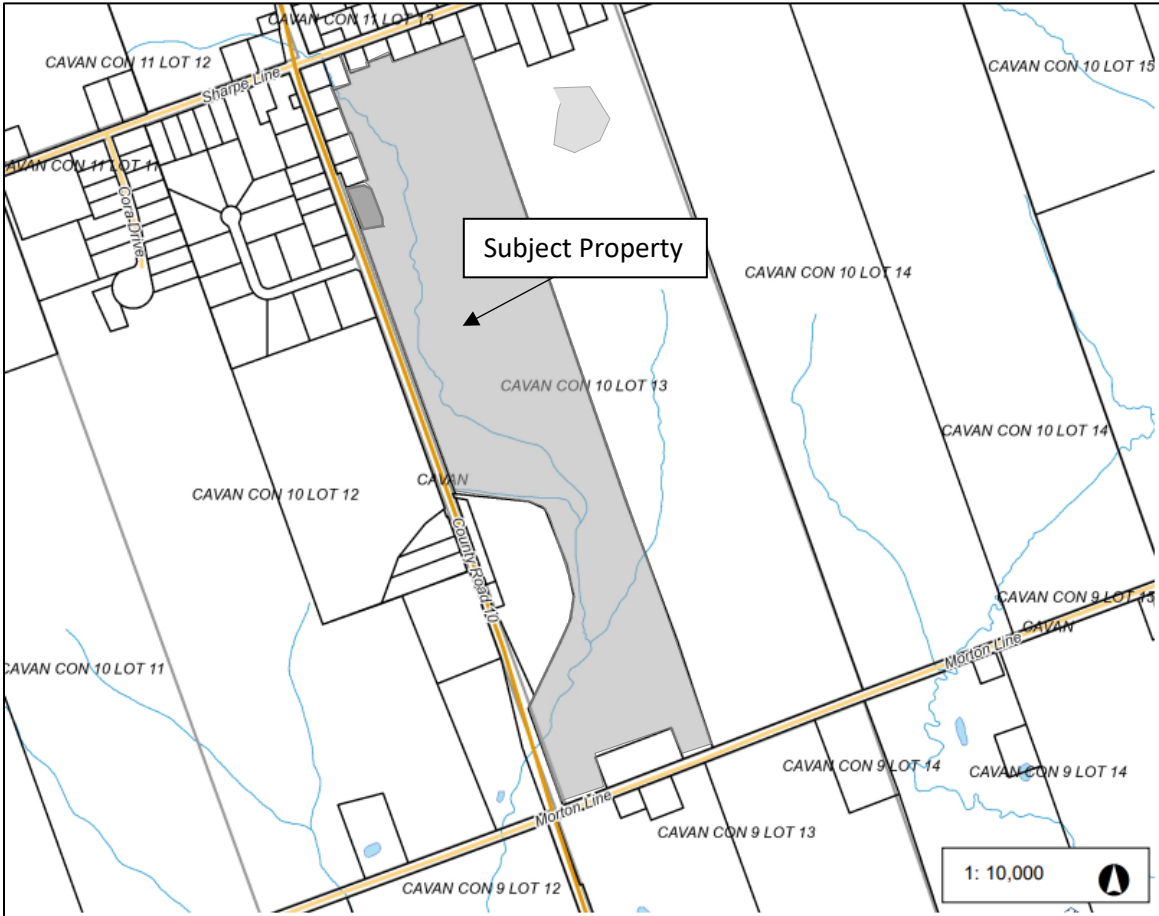 CAVAN CON 11 LOT 13
CAVAN CON 11 LOT 12
CAVAN CON 10 LOT 15
Sharpe Line
CAVAN CON 11 LOT 11
Cora Drive
Subject Property
CAVAN CON 10 LOT 14
CAVAN CON 10 LOT 13
CAVAN CON 10 LOT 14
CAVAN
CAVAN CON 10 LOT 12
County Road 10
CAVAN CON 9 LOT 15
CAVAN
Morton Line
CAVAN CON 10 LOT 11
CAVAN CON 9 LOT 14
CAVAN CON 9 LOT 14
Morton Line
CAVAN CON 9 LOT 13
1: 10,000
CAVAN CON 9 LOT 12